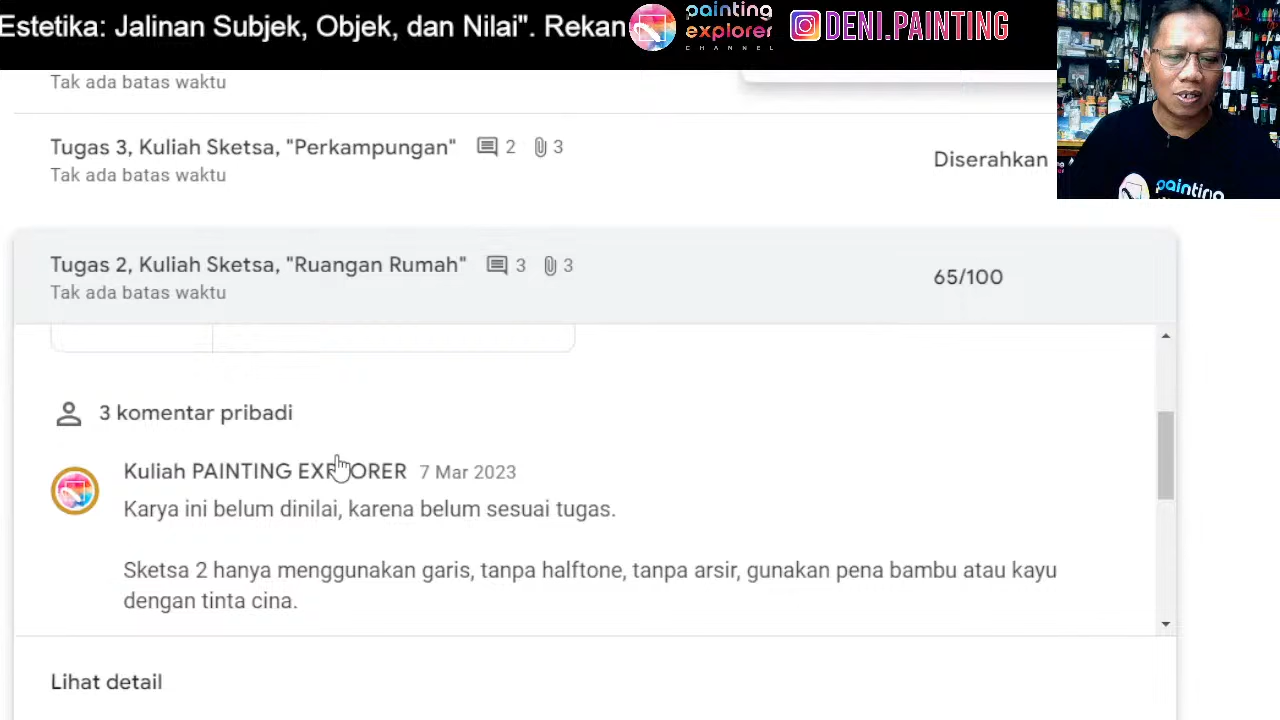 Estetika: Jalinan Subjek, Objek, dan Nilai". Rekan
painting
explorer
CHANNEL
DENI.PAINTING
Tak ada batas waktu
Tugas 3, Kuliah Sketsa, "Perkampungan" 2 3
Tak ada batas waktu
Diserahkan
painting
Tugas 2, Kuliah Sketsa, "Ruangan Rumah" 3 3
Tak ada batas waktu
65/100
3 komentar pribadi
Kuliah PAINTING EXPLORER 7 Mar 2023
Karya ini belum dinilai, karena belum sesuai tugas.
Sketsa 2 hanya menggunakan garis, tanpa halftone, tanpa arsir, gunakan pena bambu atau kayu
dengan tinta cina.
Lihat detail